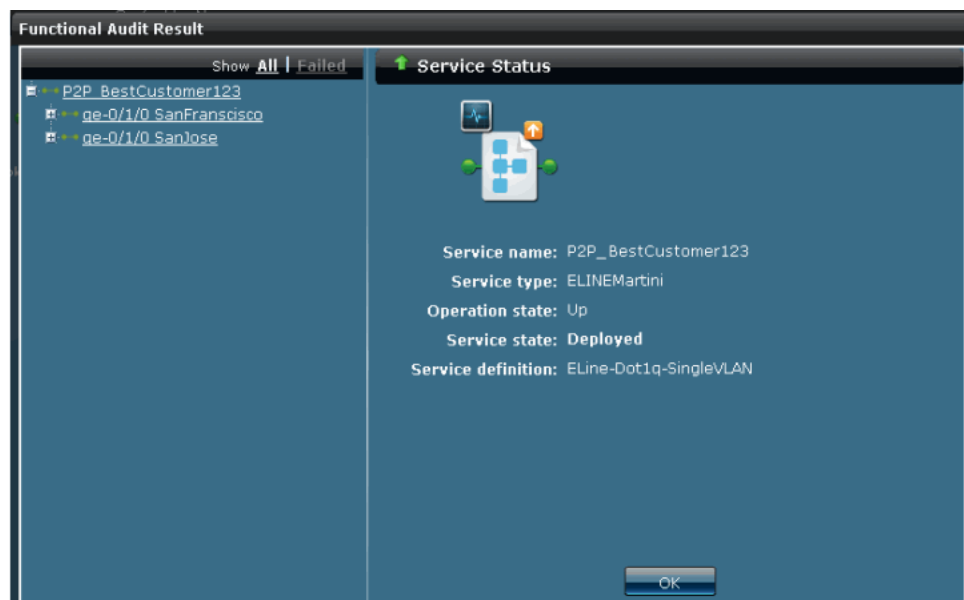 Functional Audit Result
Show All | Failed
P2P_BestCustomer123
ge-0/1/0 SanFranscisco
ge-0/1/0 SanJose
Service Status
Service name: P2P_BestCustomer123
Service type: ELINEMartini
Operation state: Up
Service state: Deployed
Service definition: ELine-Dot1q-SingleVLAN
OK